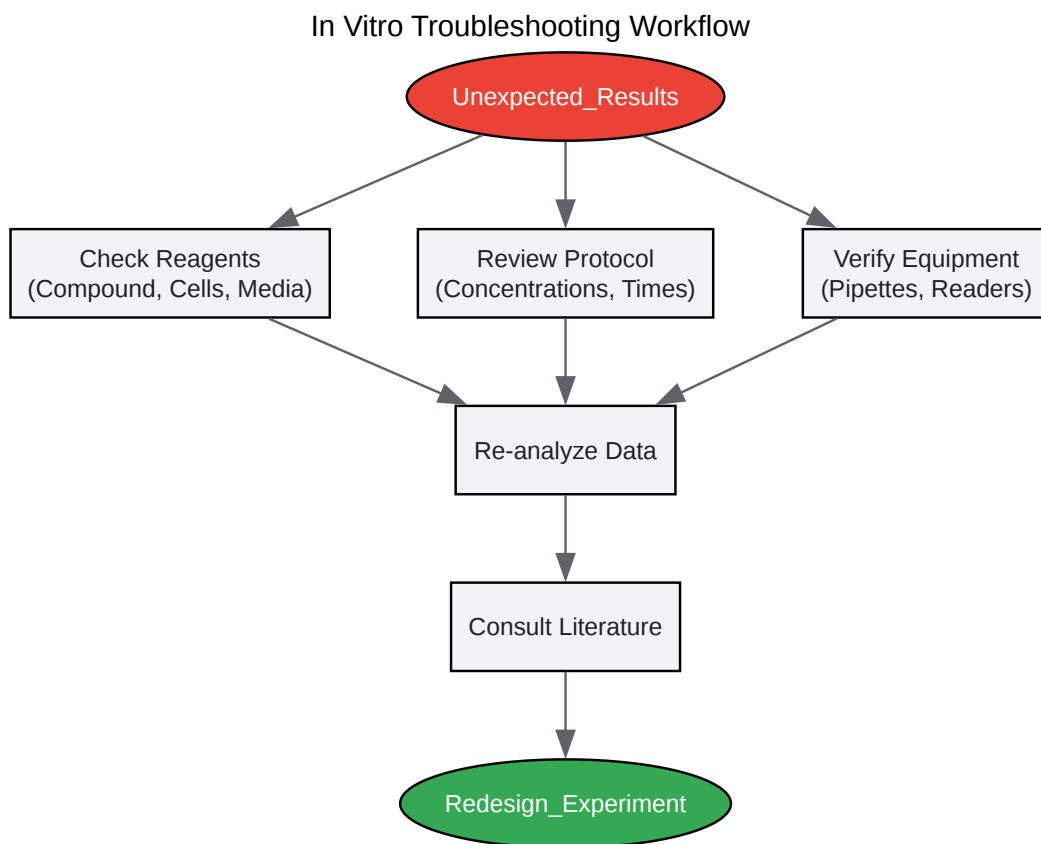 In Vitro Troubleshooting Workflow
Unexpected_Results
Check Reagents
(Compound, Cells, Media)
Review Protocol
(Concentrations, Times)
Verify Equipment
(Pipettes, Readers)
Re-analyze Data
Consult Literature
Redesign_Experiment